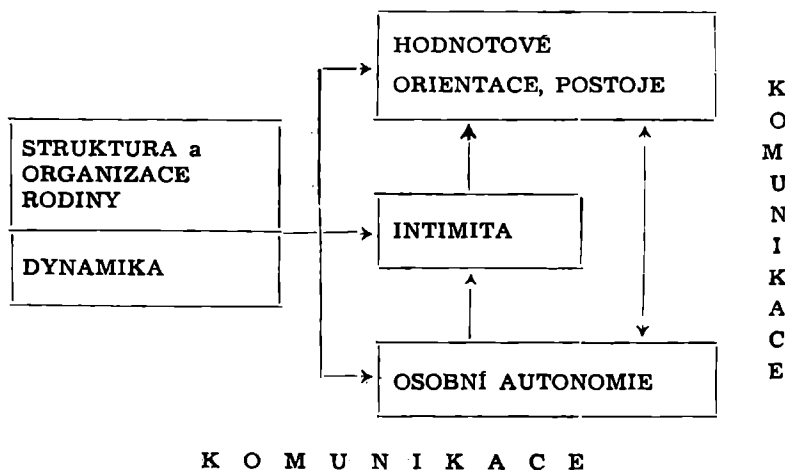 HODNOTOVÉ
ORIENTACE, POSTOJE
STRUKTURA a
ORGANIZACE
RODINY
INTIMITA
DYNAMIKA
OSOBNÍ AUTONOMIE
K O M U N I K A C E
K O M U N I K A C E